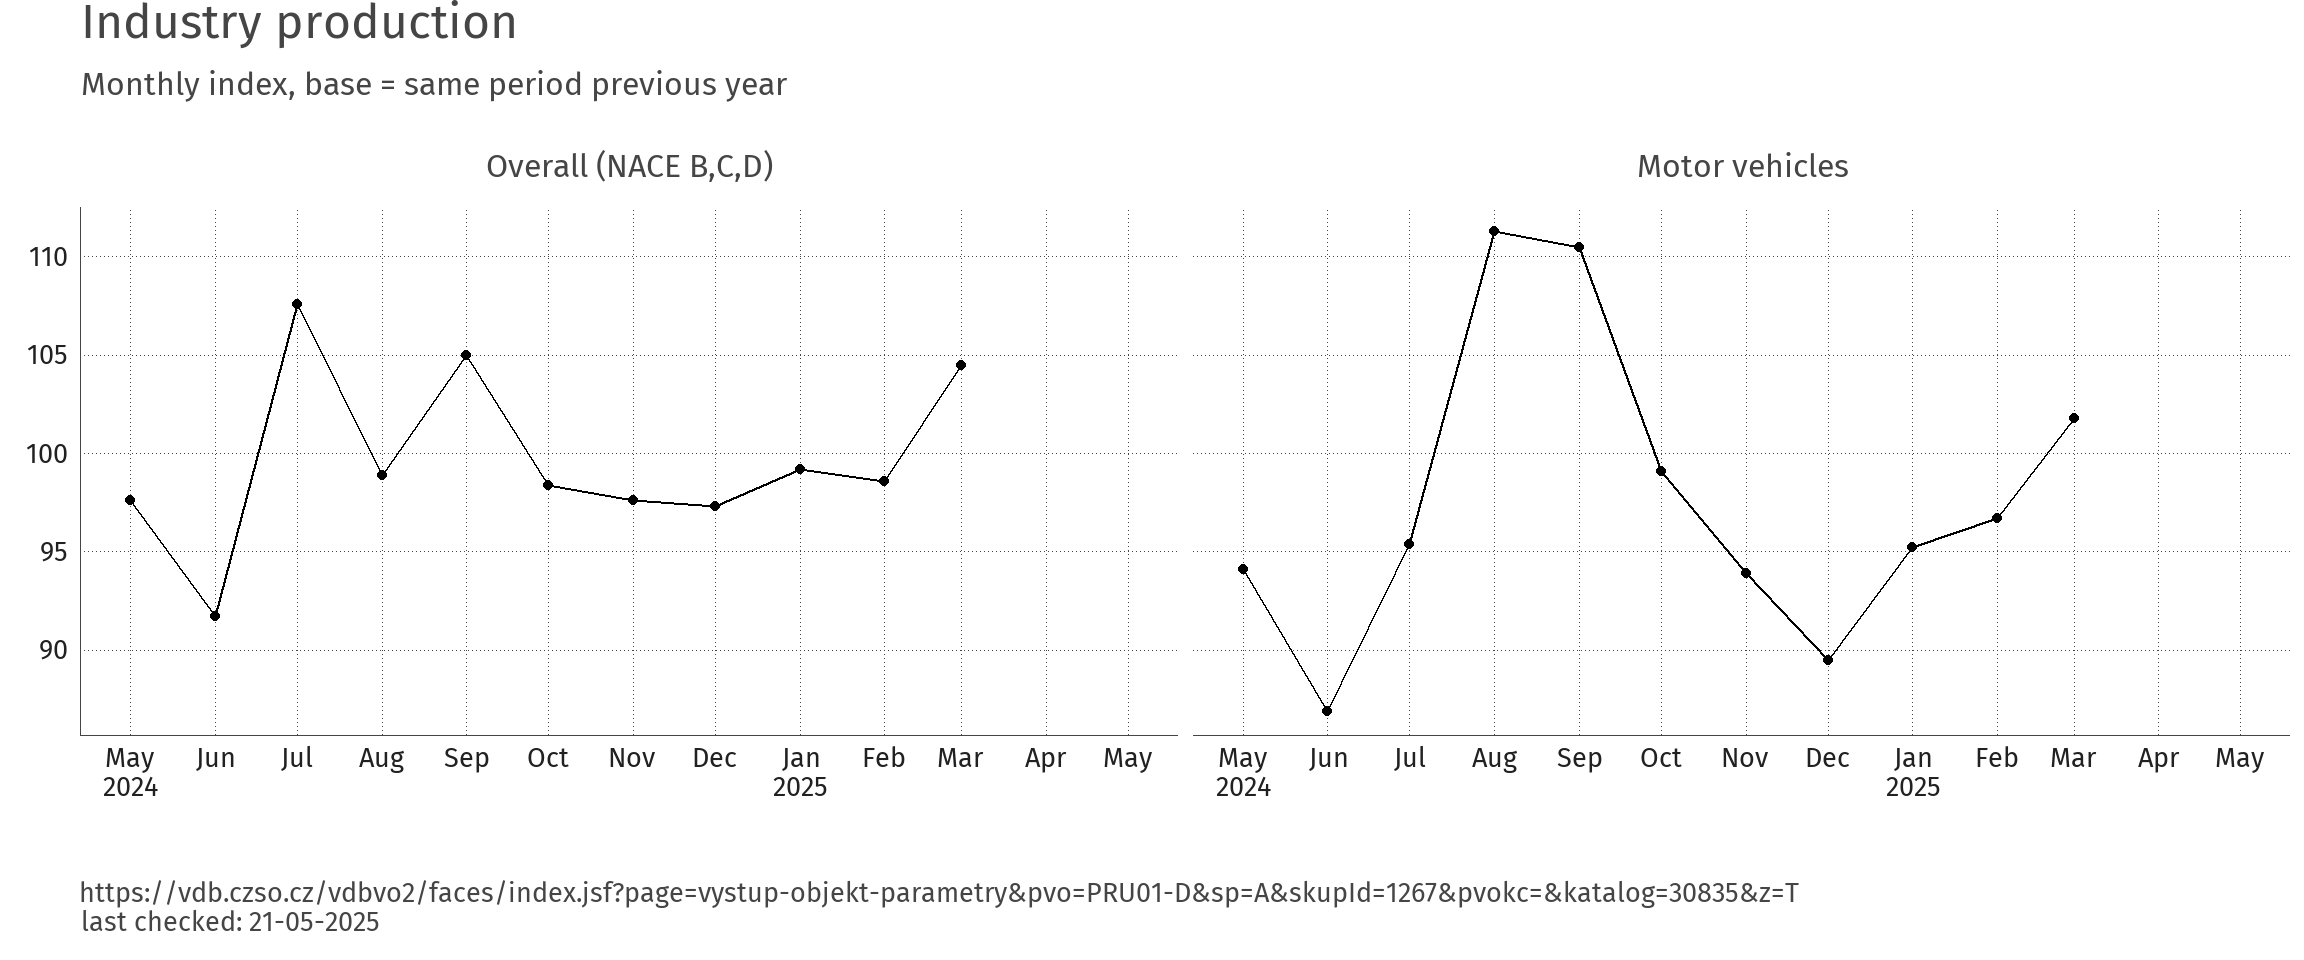 Industry production
Monthly index, base = same period previous year
Overall (NACE B,C,D)
Motor vehicles
110
105
100
95
90
May Jun Jul Aug Sep Oct Nov Dec Jan Feb Mar Apr May
2024 2025
May Jun Jul Aug Sep Oct Nov Dec Jan Feb Mar Apr May
2024 2025
https://vdb.czso.cz/vdbvo2/faces/index.jsf?page=vystup-objekt-parametry&pvo=PRU01-D&sp=A&skupId=1267&pvokc=&katalog=30835&z=T
last checked: 21-05-2025